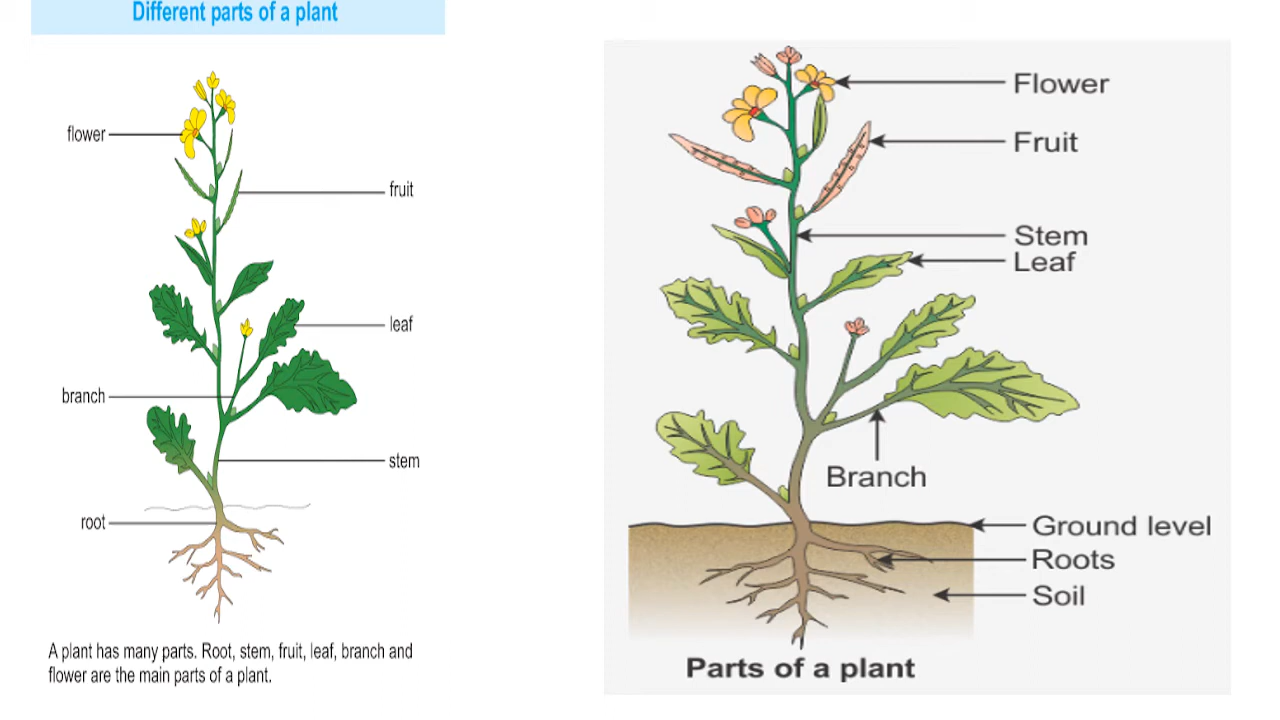 Different parts of a plant
flower
fruit
leaf
branch
stem
root
A plant has many parts. Root, stem, fruit, leaf, branch and
flower are the main parts of a plant.
Flower
Fruit
Stem
Leaf
Branch
Ground level
Roots
Soil
Parts of a plant